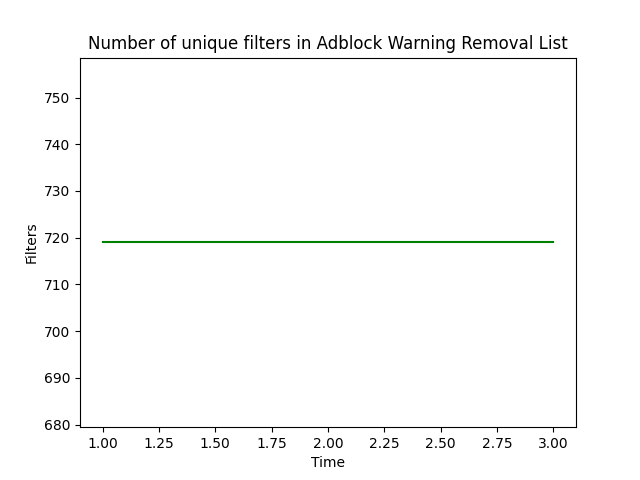 Number of unique filters in Adblock Warning Removal List
750
740
730
720
710
700
690
680
Filters
1.00 1.25 1.50 1.75 2.00 2.25 2.50 2.75 3.00
Time